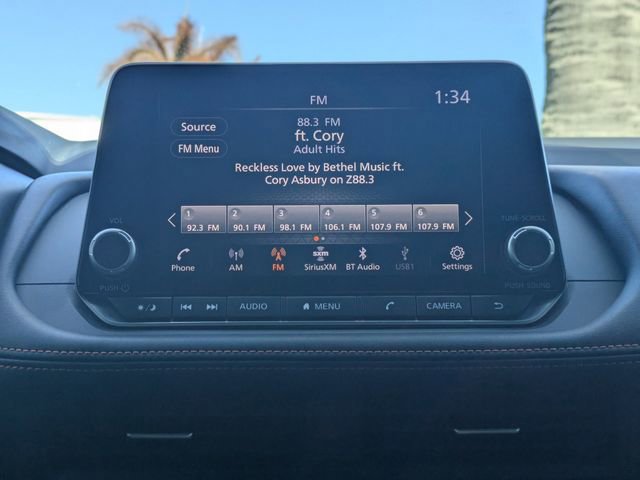 FM
1:34
Source
88.3 FM
ft. Cory
FM Menu
Adult Hits
Reckless Love by Bethel Music ft.
Cory Asbury on Z88.3
1 2 3 4 5 6
92.3 FM 90.1 FM 98.1 FM 106.1 FM 107.9 FM 107.9 FM
VOL
TUNE·SCROLL
sxm
Phone AM FM SiriusXM BT Audio USB1 Settings
PUSH
PUSH SOUND
AUDIO MENU CAMERA